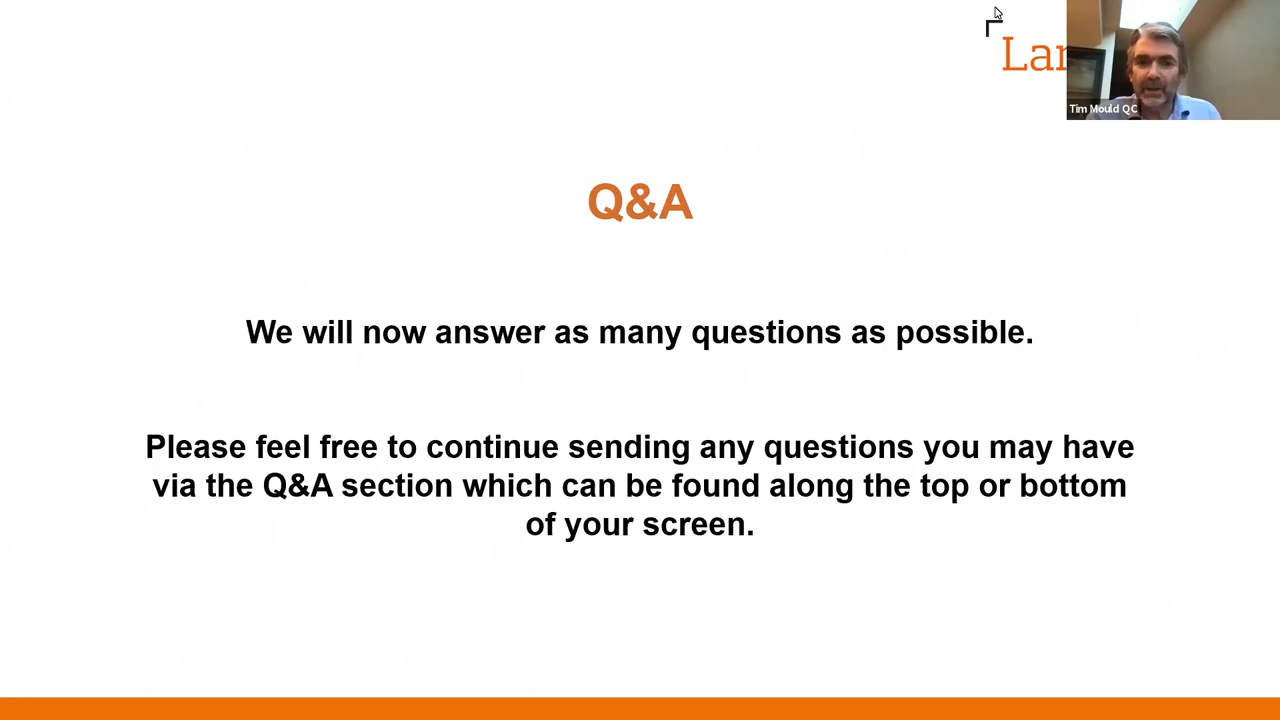 Lar
Tim Mould QC
Q&A
We will now answer as many questions as possible.
Please feel free to continue sending any questions you may have
via the Q&A section which can be found along the top or bottom
of your screen.